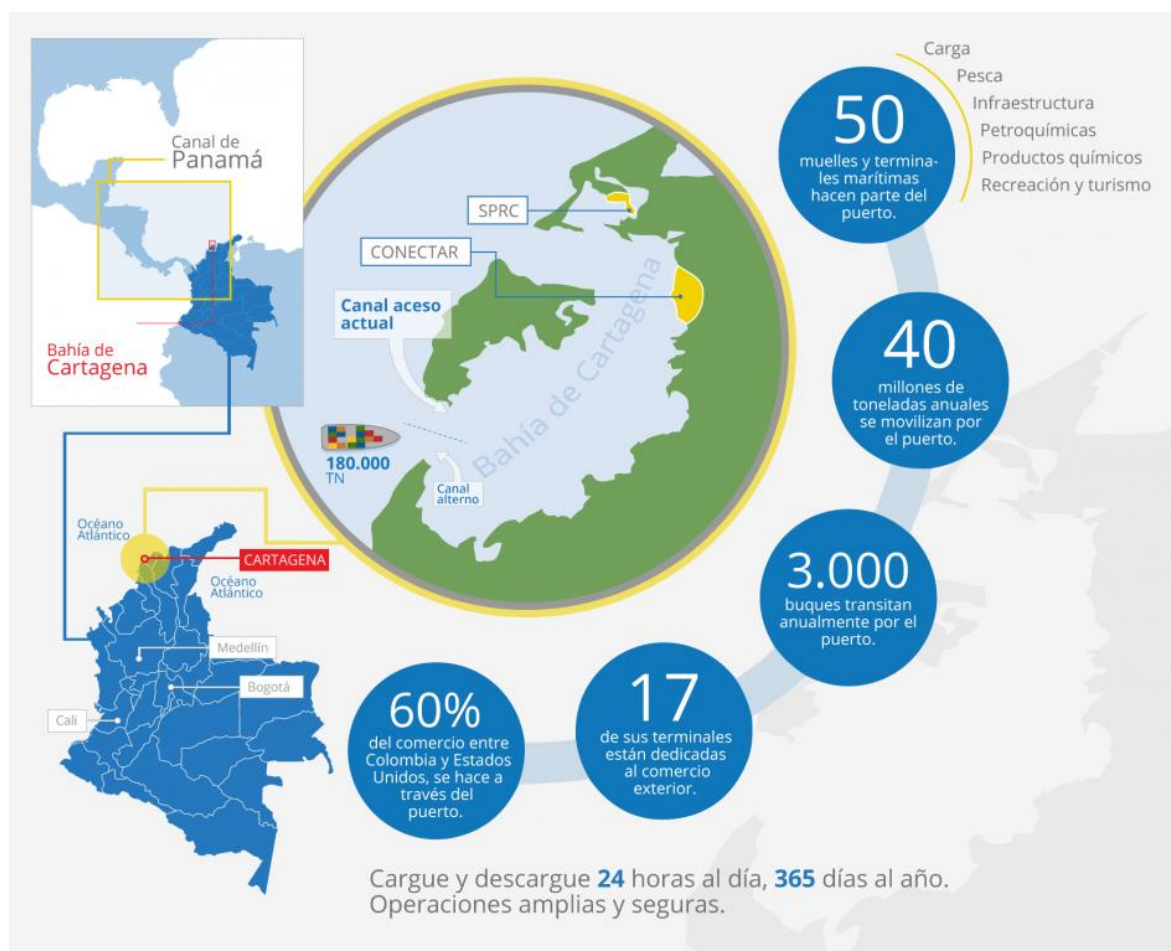 Canal de
Panamá
Bahía de
Cartagena
SPRC
CONECTAR
Canal aceso
actual
Bahía de Cartagena
180.000
TN
Canal
alterno
Carga
Pesca
Infraestructura
Petroquímicas
Productos químicos
Recreación y turismo
50
muelles y termina-
les marítimas
hacen parte del
puerto.
40
millones de
toneladas anuales
se movilizan por
el puerto.
3.000
buques transitan
anualmente por el
puerto.
17
de sus terminales
están dedicadas
al comercio
exterior.
60%
del comercio entre
Colombia y Estados
Unidos, se hace a
través del
puerto.
Océano
Atlántico
CARTAGENA
Océano
Atlántico
Medellín
Bogotá
Cali
Cargue y descargue 24 horas al día, 365 días al año.
Operaciones amplias y seguras.